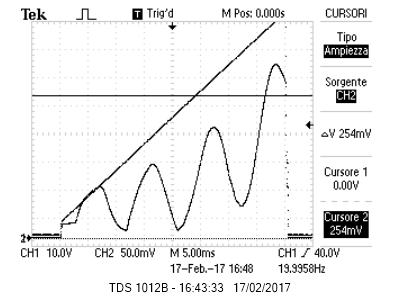 Tek Trig'd M Pos: 0.000s CURSORI
Tipo
Ampiezza
Sorgente
CH2
△V 254mV
Cursore 1
0.00V
Cursore 2
254mV
2
CH1 10.0V CH2 50.0mV M 5.00ms CH1 / 40.0V
17-Feb.-17 16:48 19.3958Hz
TDS 1012B - 16:43:33 17/02/2017